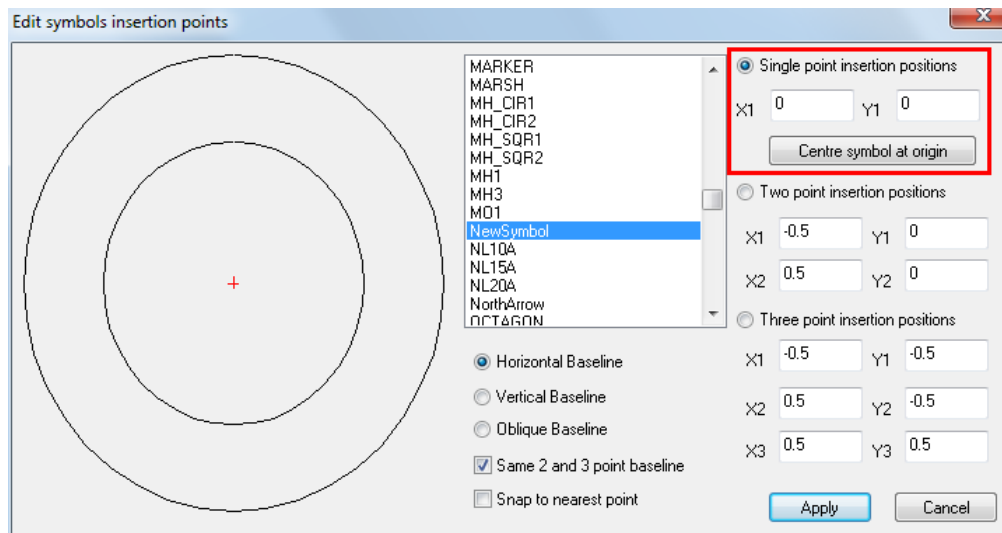 Edit symbols insertion points
X
MARKER
MARSH
MH_CIR1
MH_CIR2
MH_SQR1
MH_SQR2
MH1
MH3
MO1
NewSymbol
NL10A
NL15A
NL20A
NorthArrow
OCTAGON
Horizontal Baseline
Vertical Baseline
Oblique Baseline
Same 2 and 3 point baseline
Snap to nearest point
Single point insertion positions
X1 0 Y1 0
Centre symbol at origin
Two point insertion positions
X1 -0.5 Y1 0
X2 0.5 Y2 0
Three point insertion positions
X1 -0.5 Y1 -0.5
X2 0.5 Y2 -0.5
X3 0.5 Y3 0.5
Apply Cancel